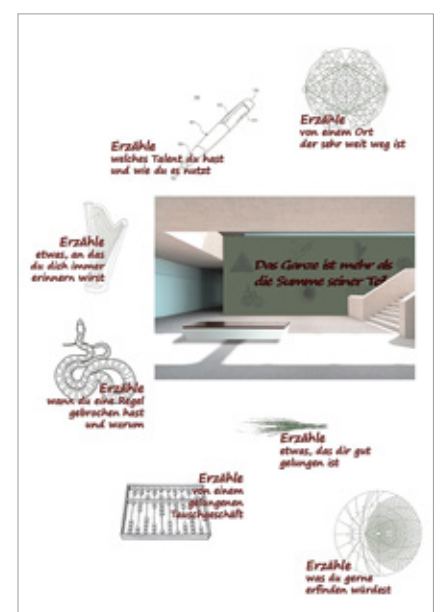 Erzähle
von einem Ort
der sehr weit weg ist
Erzähle
welches Talent du hast
und wie du es nutzt
Erzähle
etwas, an das
du dich immer
erinnern wirst
Das Ganze ist mehr als
die Summe seiner
Erzähle
wann du eine Regel
gebrochen hast
und warum
Erzähle
etwas, das dir gut
gelungen ist
Erzähle
von einem
gelungenen
Tauschgeschäft
Erzähle
was du gerne
erfinden würdest